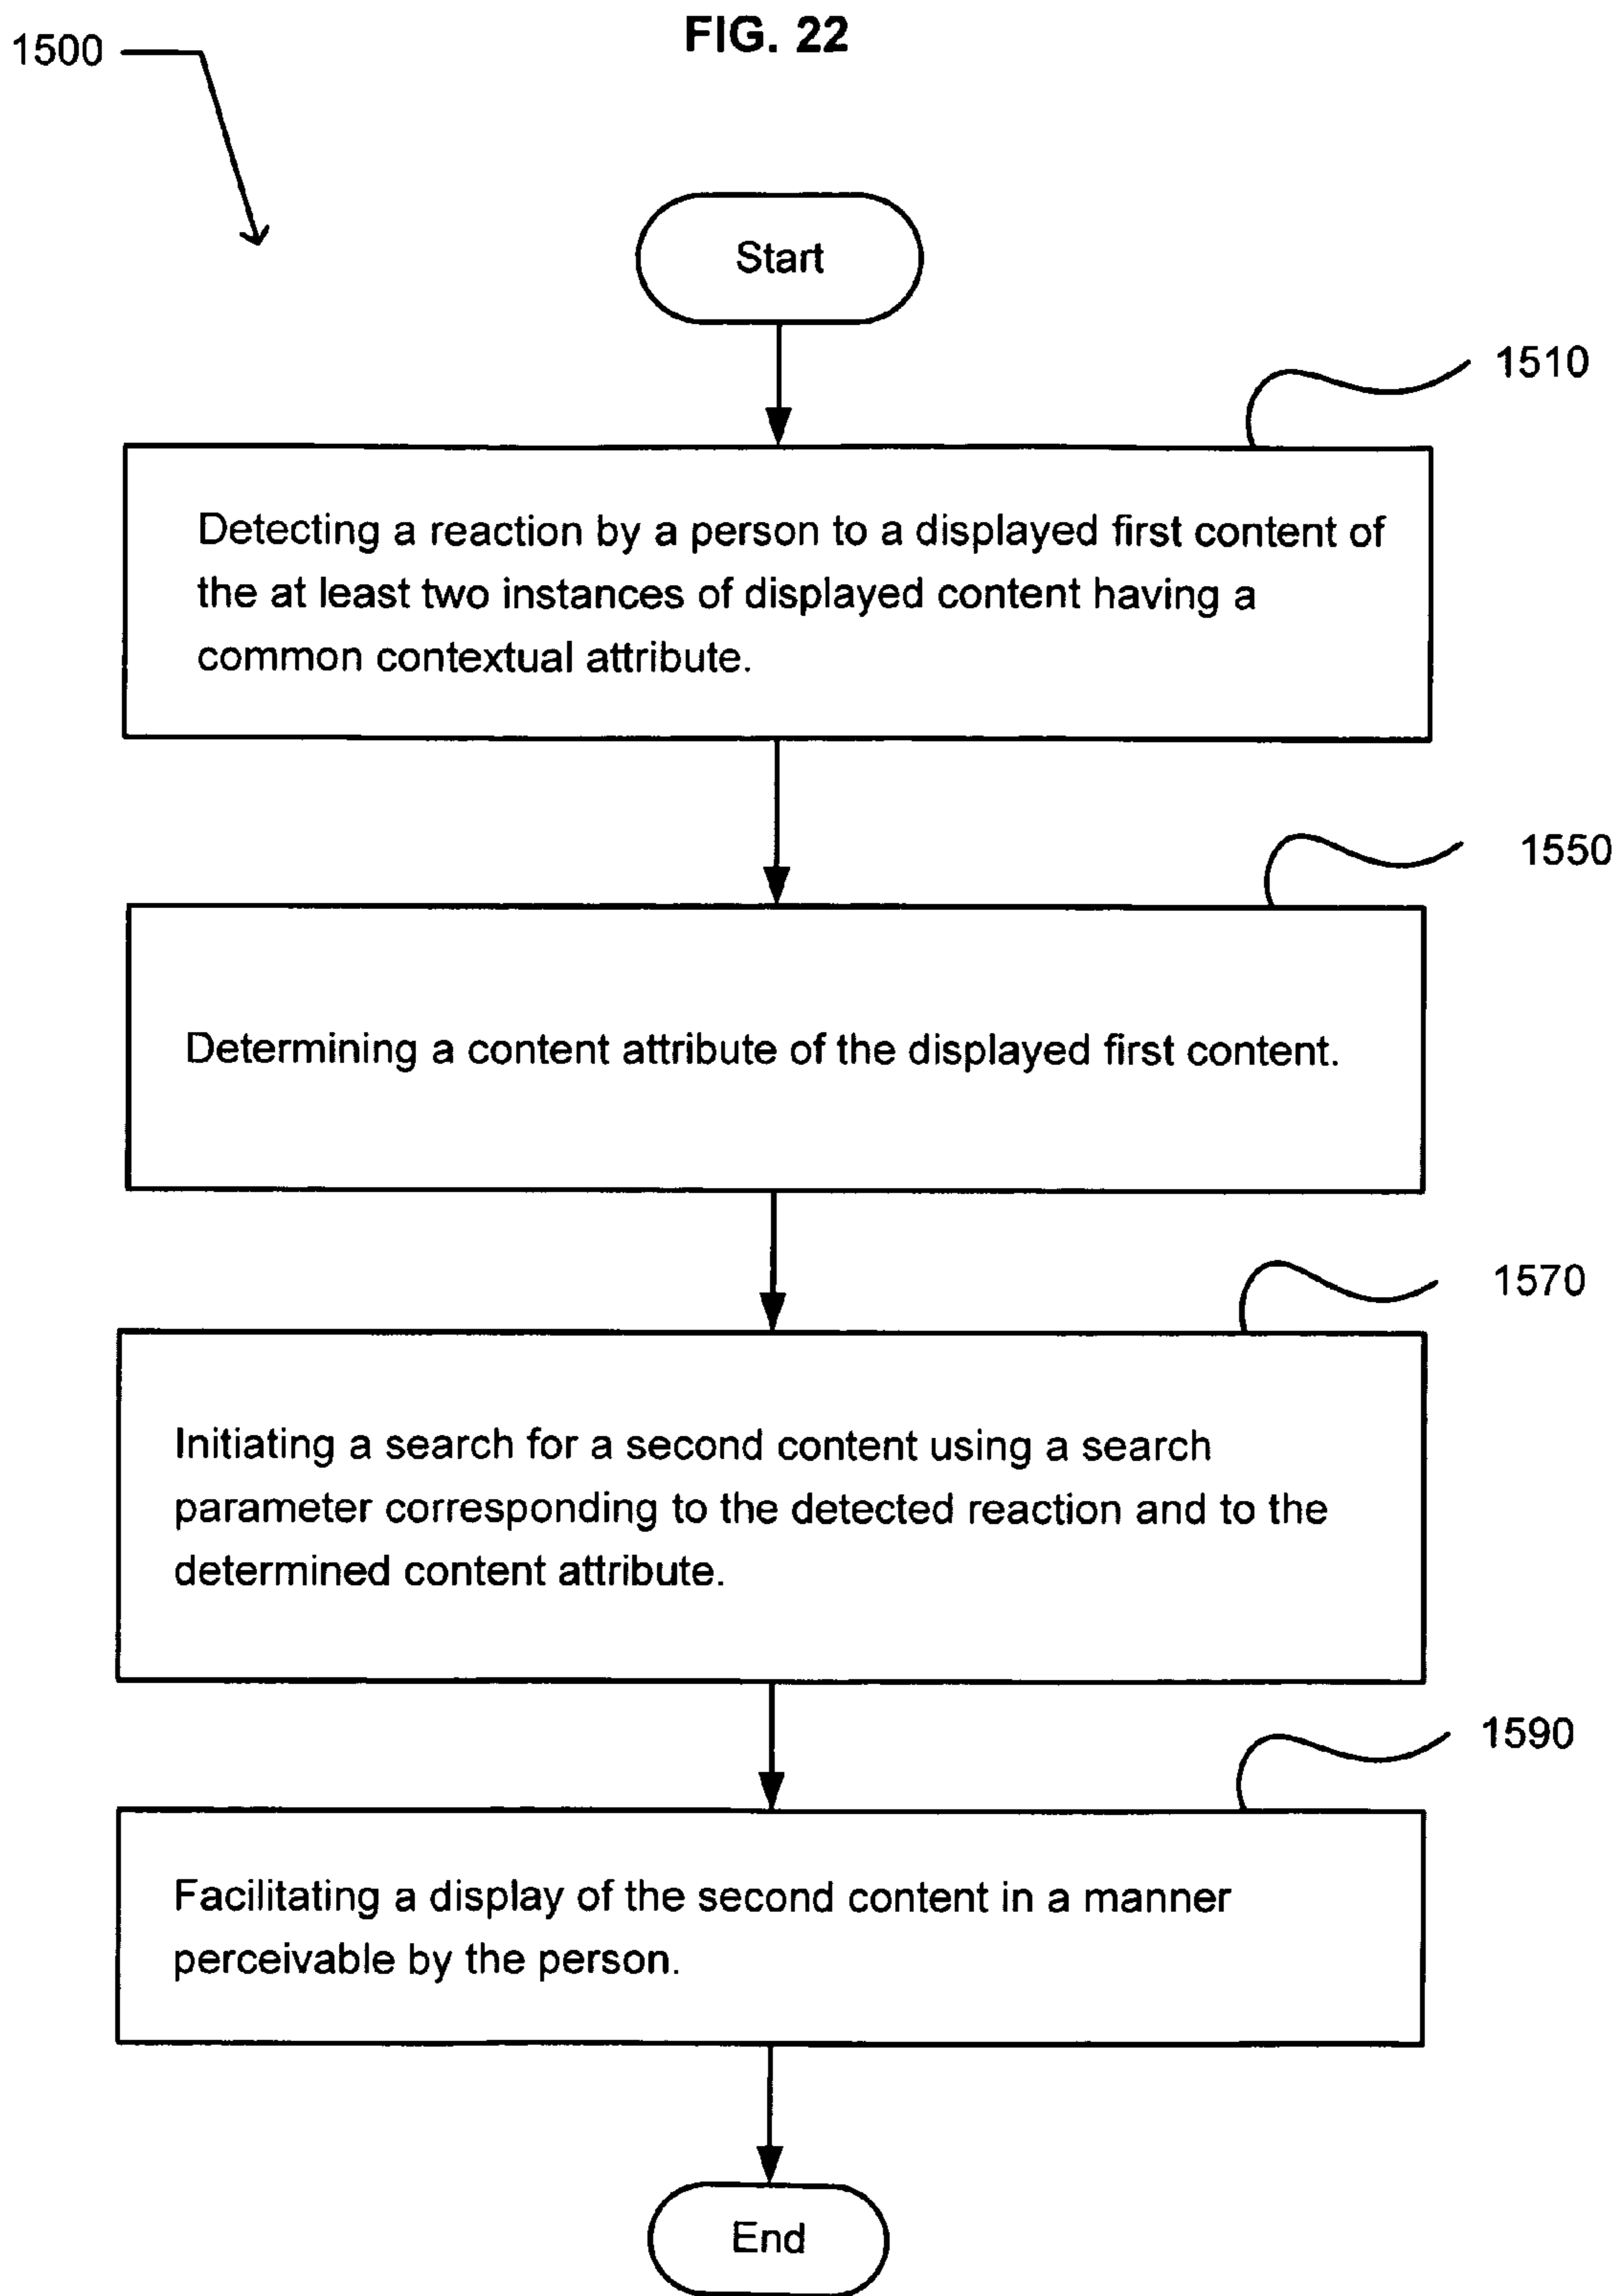 FIG. 22
1500
Start
1510
Detecting a reaction by a person to a displayed first content of
the at least two instances of displayed content having a
common contextual attribute.
1550
Determining a content attribute of the displayed first content.
1570
Initiating a search for a second content using a search
parameter corresponding to the detected reaction and to the
determined content attribute.
1590
Facilitating a display of the second content in a manner
perceivable by the person.
End